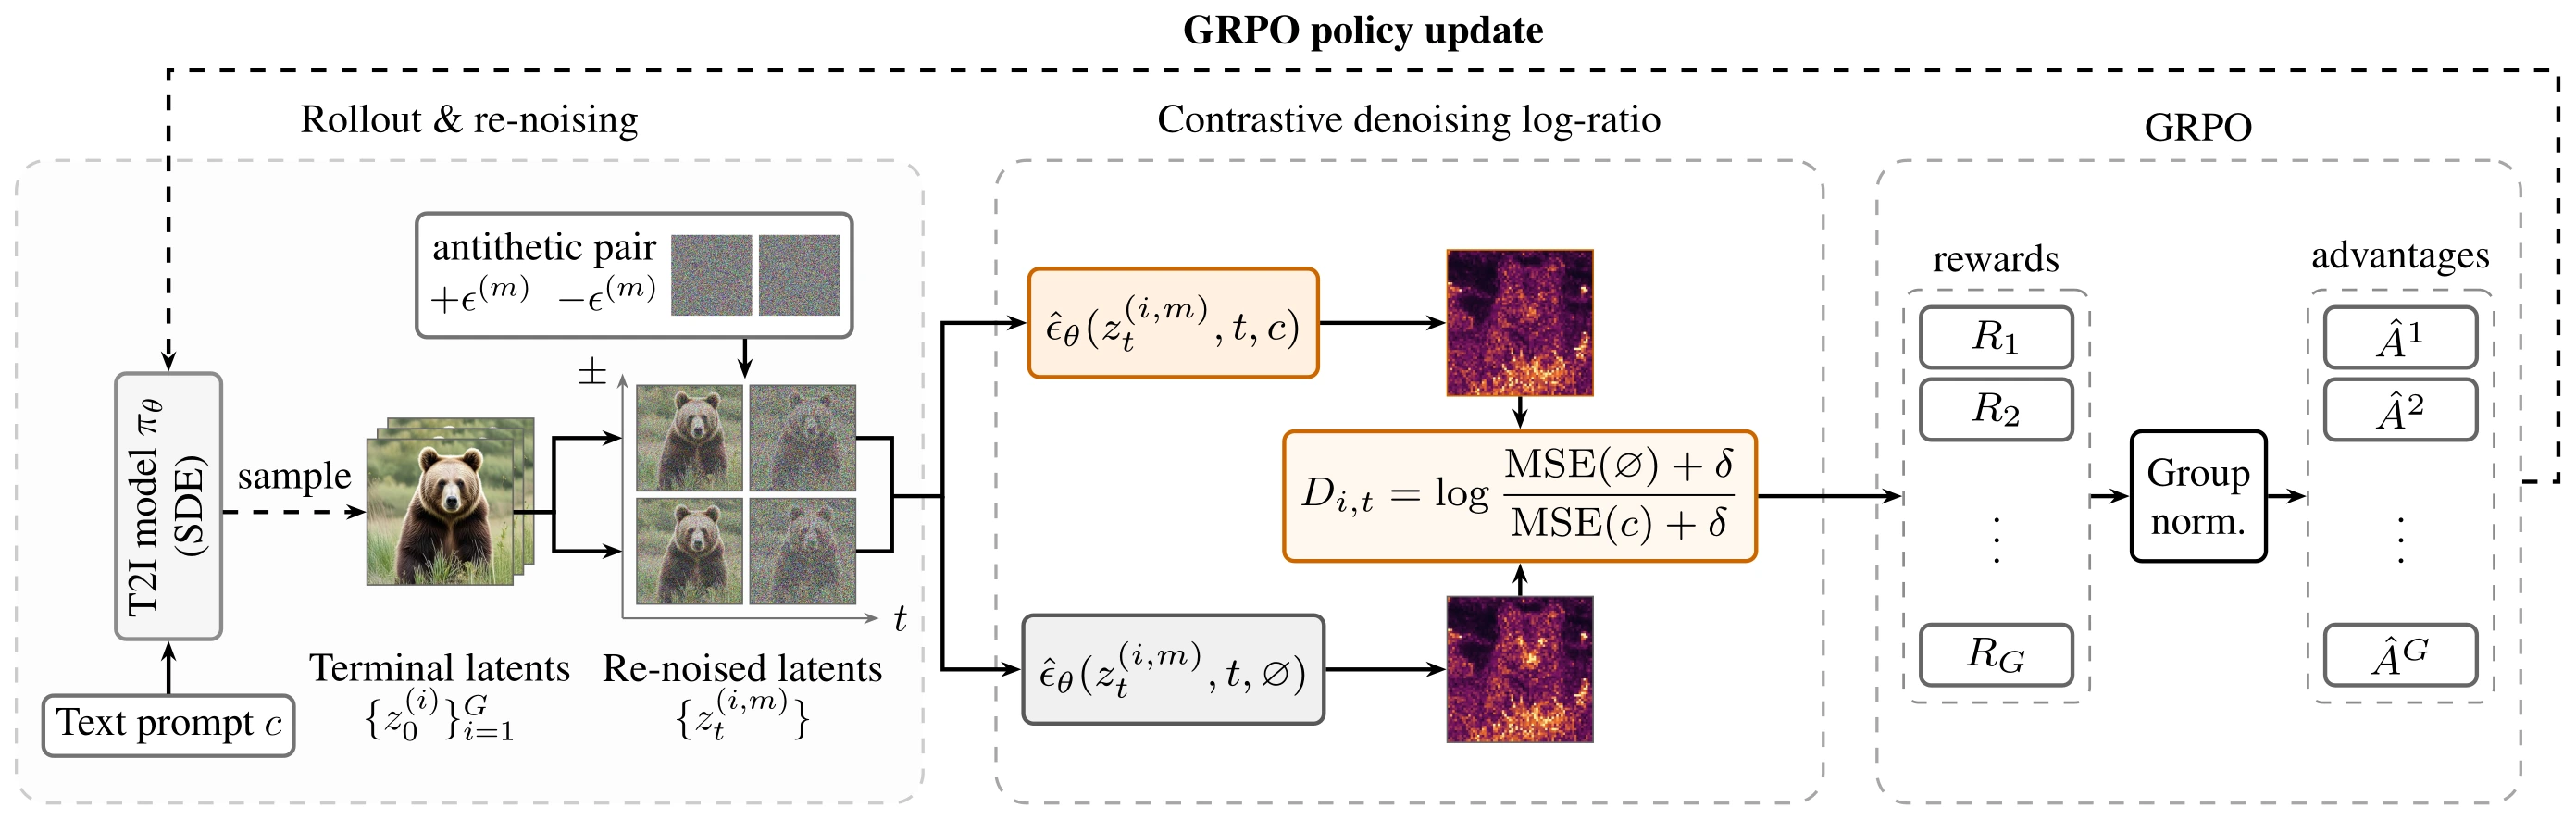 GRPO policy update
Rollout & re-noising
Contrastive denoising log-ratio
GRPO
antithetic pair
+ϵ^(m) −ϵ^(m)
±
t
T2I model π_θ
(SDE)
sample
Text prompt c
Terminal latents
{z_0^(i)}_{i=1}^G
Re-noised latents
{z_t^(i,m)}
ϵ̂_θ(z_t^(i,m), t, c)
D_{i,t} = log (MSE(∅) + δ) / (MSE(c) + δ)
ϵ̂_θ(z_t^(i,m), t, ∅)
rewards
R_1
R_2
⋮
R_G
Group
norm.
advantages
Â^1
Â^2
⋮
Â^G